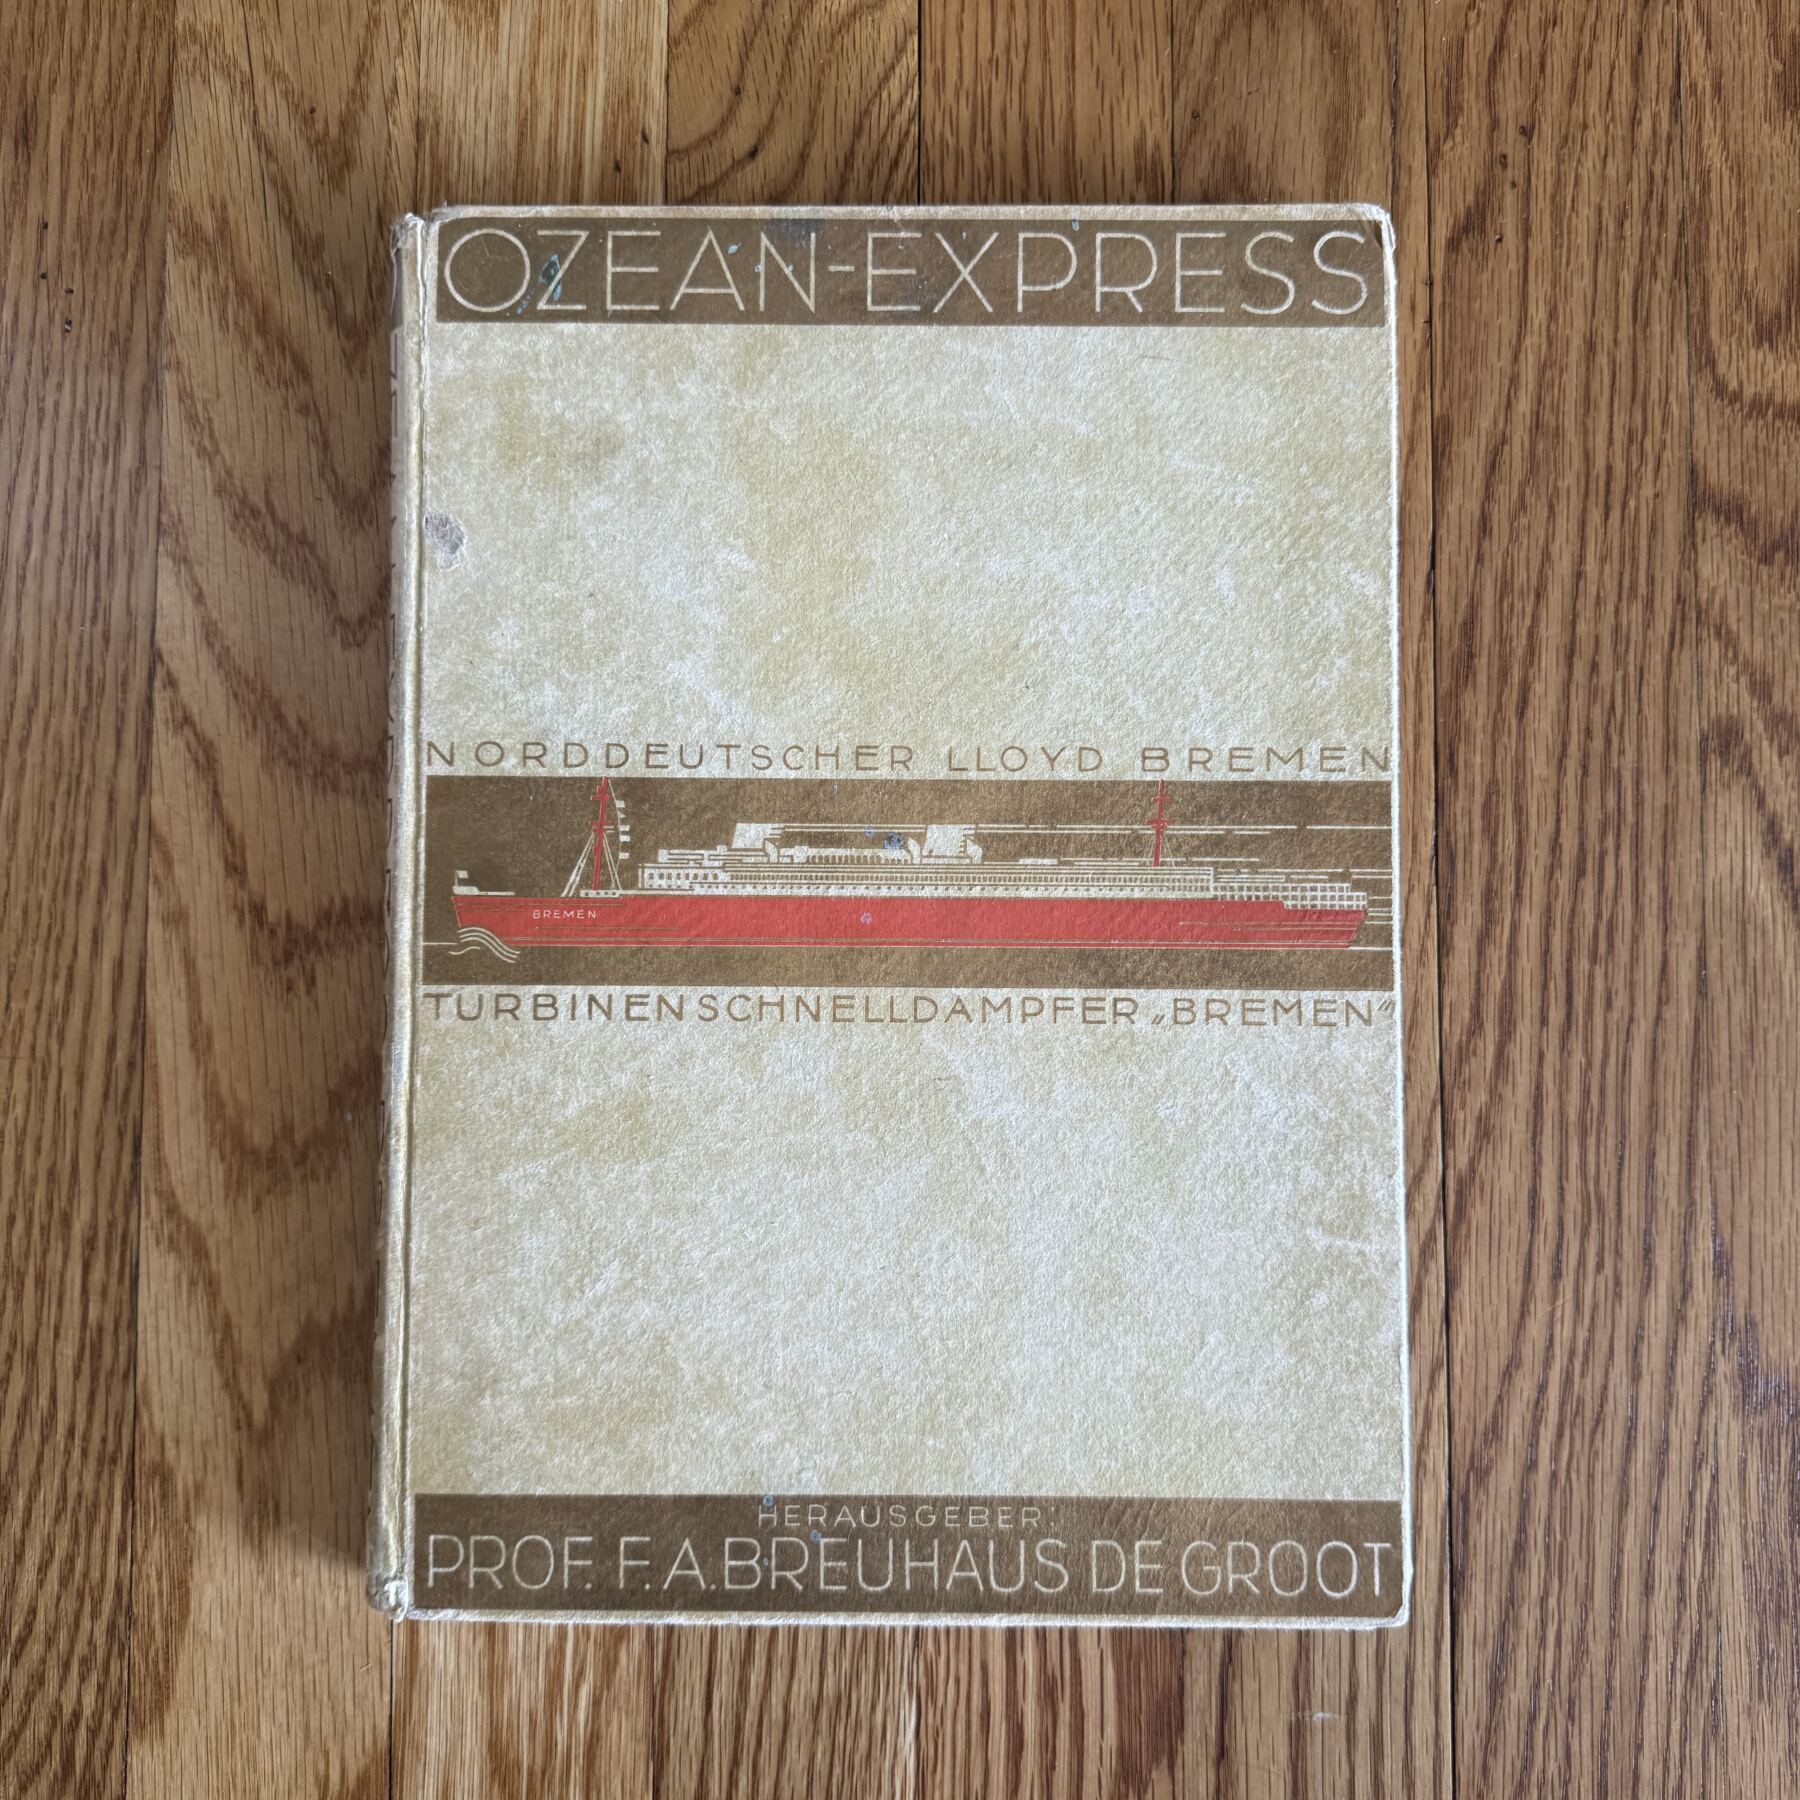 OZEAN-EXPRESS
NORDDEUTSCHER LLOYD BREMEN
BREMEN
TURBINENSCHNELLDAMPFER „BREMEN"
HERAUSGEBER:
PROF. F. A. BREUHAUS DE GROOT